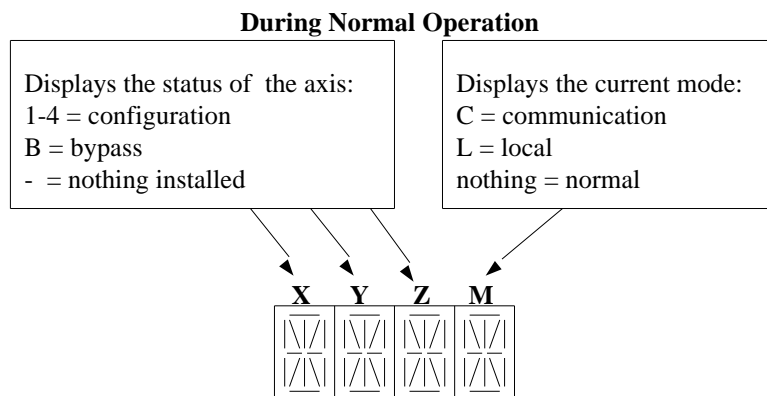 During Normal Operation
Displays the status of the axis:
1-4 = configuration
B = bypass
- = nothing installed
Displays the current mode:
C = communication
L = local
nothing = normal
X Y Z M